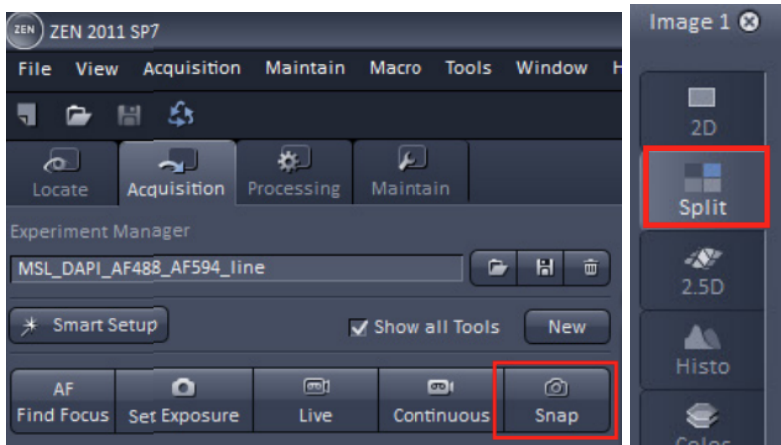 ZEN ZEN 2011 SP7
File View Acquisition Maintain Macro Tools Window H
Locate Acquisition Processing Maintain
Experiment Manager
MSL_DAPI_AF488_AF594_line
Smart Setup Show all Tools New
AF
Find Focus Set Exposure Live Continuous Snap
Image 1
2D
Split
2.5D
Histo
Color